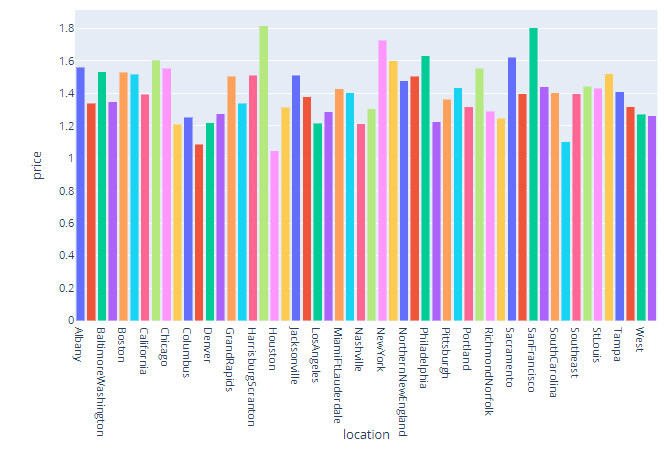 price
1.8
1.6
1.4
1.2
1
0.8
0.6
0.4
0.2
0
Albany
BaltimoreWashington
Boston
California
Chicago
Columbus
Denver
GrandRapids
HarrisburgScranton
Houston
Jacksonville
LosAngeles
MiamiFtLauderdale
Nashville
NewYork
NorthernNewEngland
Philadelphia
Pittsburgh
Portland
RichmondNorfolk
Sacramento
SanFrancisco
SouthCarolina
Southeast
StLouis
Tampa
West
location